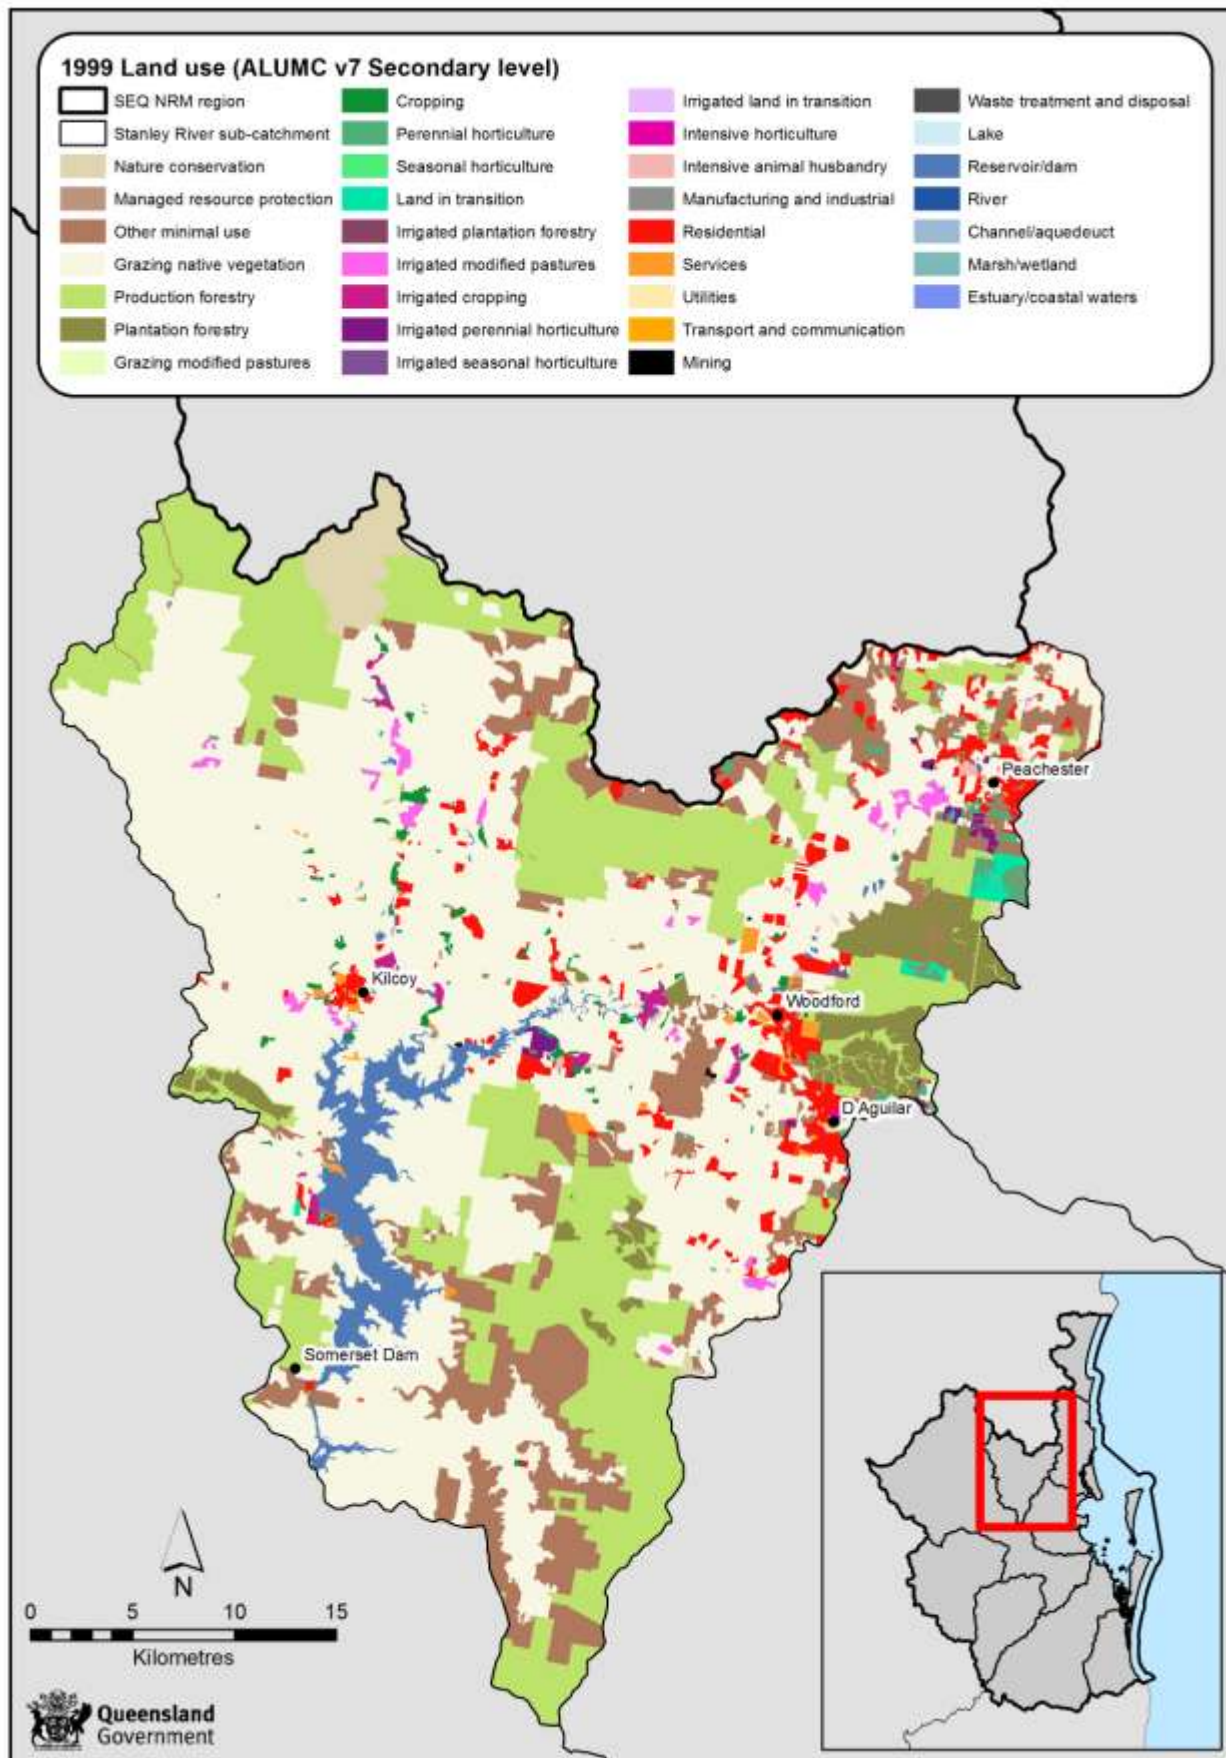 1999 Land use (ALUMC v7 Secondary level)
SEQ NRM region
Stanley River sub-catchment
Nature conservation
Managed resource protection
Other minimal use
Grazing native vegetation
Production forestry
Plantation forestry
Grazing modified pastures
Cropping
Perennial horticulture
Seasonal horticulture
Land in transition
Irrigated plantation forestry
Irrigated modified pastures
Irrigated cropping
Irrigated perennial horticulture
Irrigated seasonal horticulture
Irrigated land in transition
Intensive horticulture
Intensive animal husbandry
Manufacturing and industrial
Residential
Services
Utilities
Transport and communication
Mining
Waste treatment and disposal
Lake
Reservoir/dam
River
Channel/aquedeuct
Marsh/wetland
Estuary/coastal waters
Peachester
Kilcoy
Woodford
D'Aguilar
Somerset Dam
N
0 5 10 15
Kilometres
Queensland
Government